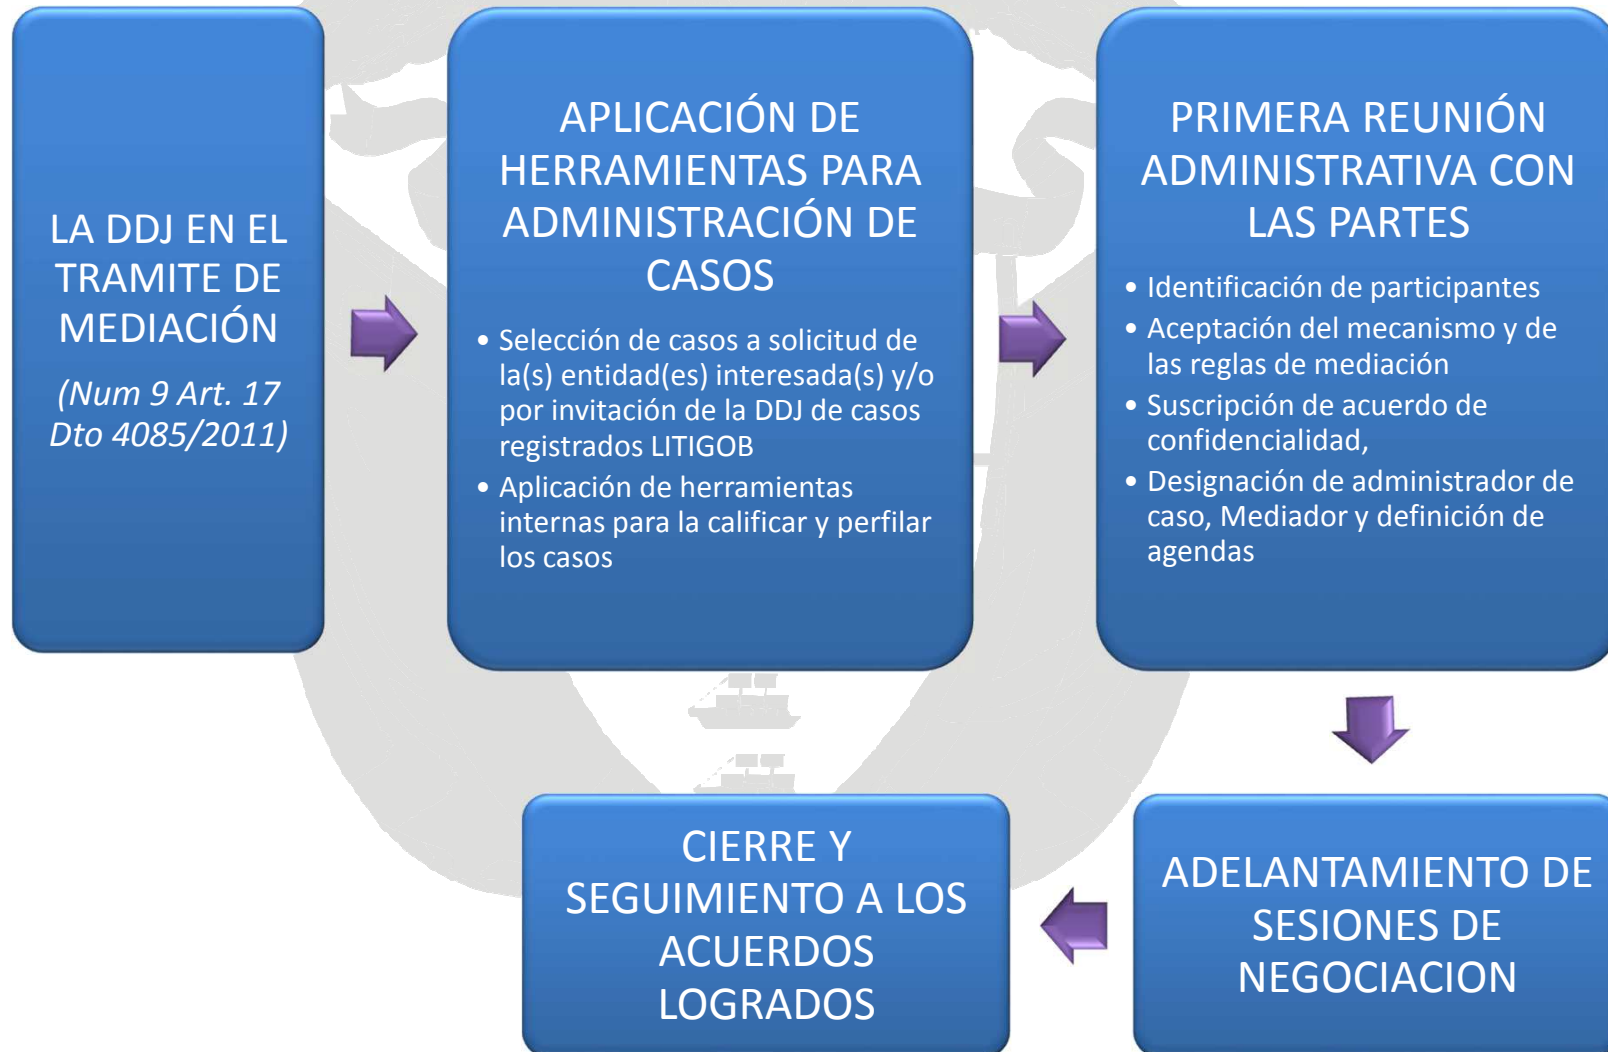 LA DDJ EN EL
TRAMITE DE
MEDIACIÓN
(Num 9 Art. 17
Dto 4085/2011)
APLICACIÓN DE
HERRAMIENTAS PARA
ADMINISTRACIÓN DE
CASOS
• Selección de casos a solicitud de
la(s) entidad(es) interesada(s) y/o
por invitación de la DDJ de casos
registrados LITIGOB
• Aplicación de herramientas
internas para la calificar y perfilar
los casos
PRIMERA REUNIÓN
ADMINISTRATIVA CON
LAS PARTES
• Identificación de participantes
• Aceptación del mecanismo y de
las reglas de mediación
• Suscripción de acuerdo de
confidencialidad,
• Designación de administrador de
caso, Mediador y definición de
agendas
ADELANTAMIENTO DE
SESIONES DE
NEGOCIACION
CIERRE Y
SEGUIMIENTO A LOS
ACUERDOS
LOGRADOS